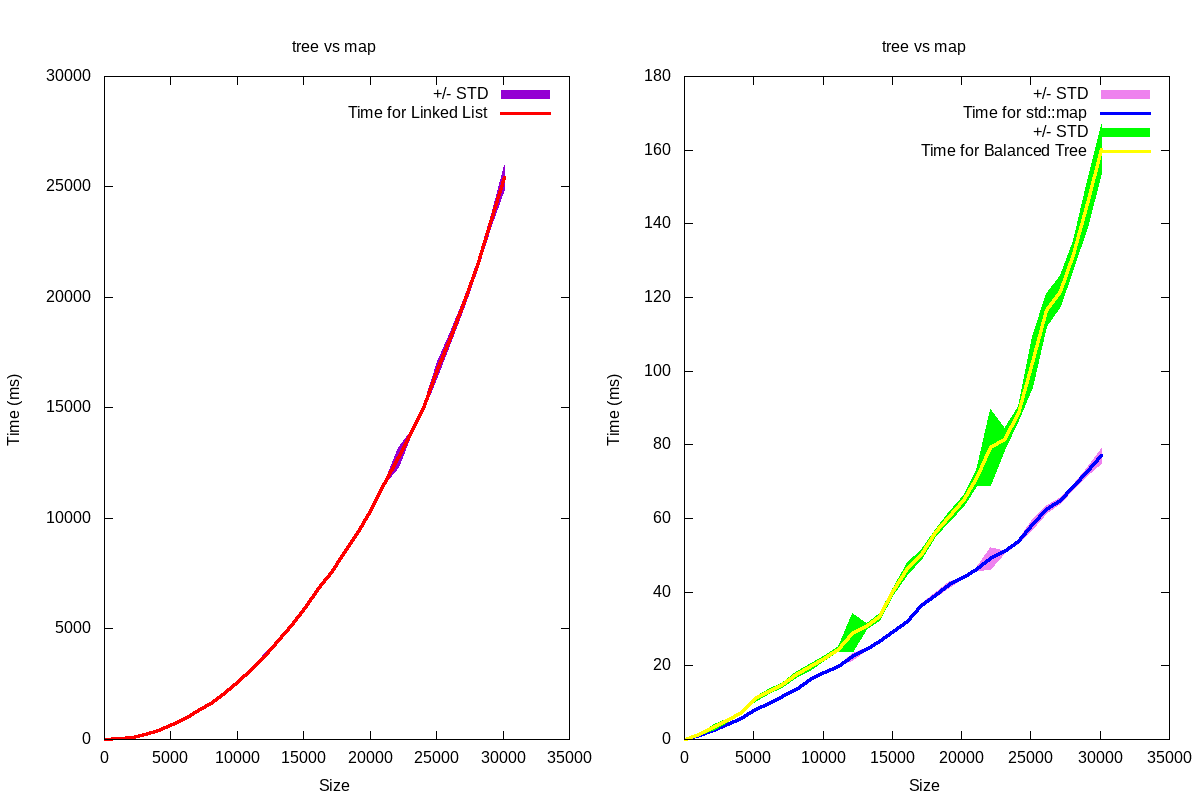 tree vs map
30000
25000
20000
15000
10000
5000
0
0 5000 10000 15000 20000 25000 30000 35000
Time (ms)
Size
+/- STD
Time for Linked List
tree vs map
180
160
140
120
100
80
60
40
20
0
0 5000 10000 15000 20000 25000 30000 35000
Time (ms)
Size
+/- STD
Time for std::map
+/- STD
Time for Balanced Tree